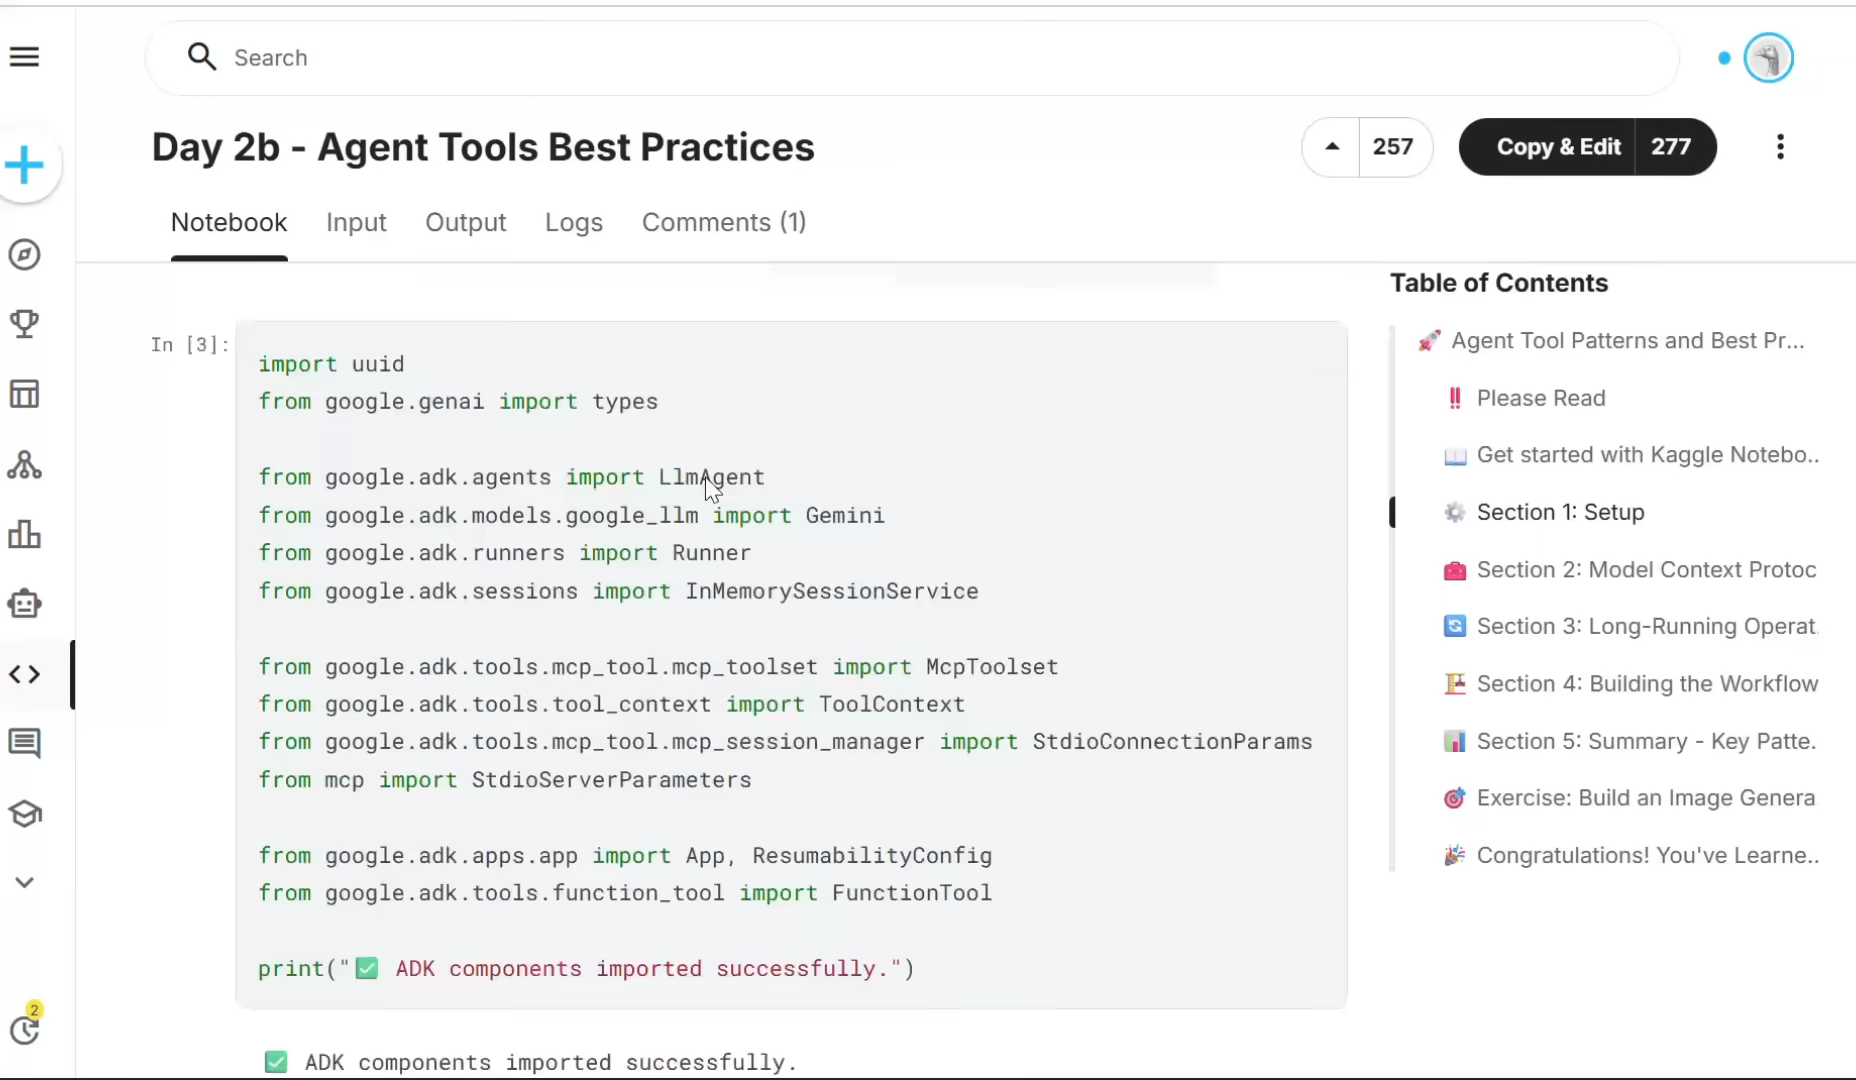 Search
Day 2b - Agent Tools Best Practices
257
Copy & Edit 277
Notebook Input Output Logs Comments (1)
In [3]:
import uuid
from google.genai import types
from google.adk.agents import LlmAgent
from google.adk.models.google_llm import Gemini
from google.adk.runners import Runner
from google.adk.sessions import InMemorySessionService
from google.adk.tools.mcp_tool.mcp_toolset import McpToolset
from google.adk.tools.tool_context import ToolContext
from google.adk.tools.mcp_tool.mcp_session_manager import StdioConnectionParams
from mcp import StdioServerParameters
from google.adk.apps.app import App, ResumabilityConfig
from google.adk.tools.function_tool import FunctionTool
print("✅ ADK components imported successfully.")
✅ ADK components imported successfully.
Table of Contents
🚀 Agent Tool Patterns and Best Pr...
‼️ Please Read
📖 Get started with Kaggle Notebo..
⚙️ Section 1: Setup
🧰 Section 2: Model Context Protoc
🔄 Section 3: Long-Running Operat.
🏗️ Section 4: Building the Workflow
📊 Section 5: Summary - Key Patte.
🎯 Exercise: Build an Image Genera
🎉 Congratulations! You've Learne..
2